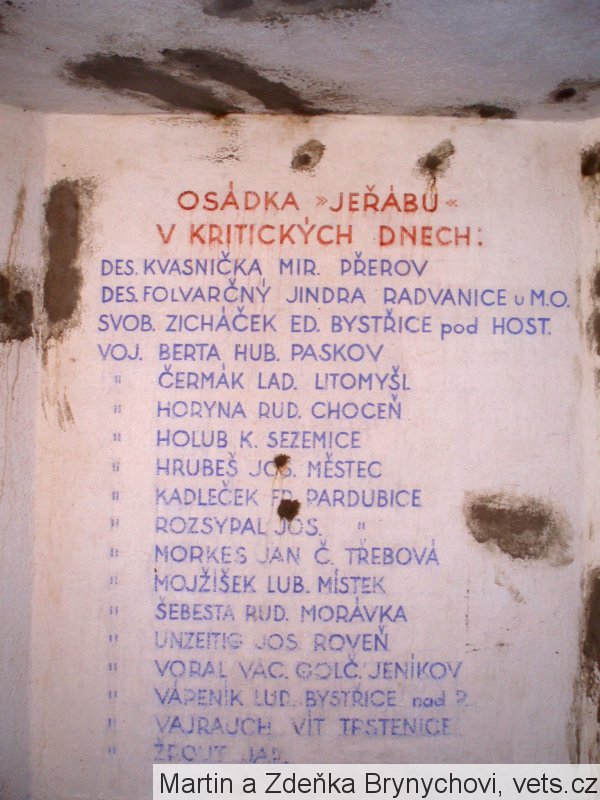 OSÁDKA »JEŘÁBU«
V KRITICKÝCH DNECH:
DES. KVASNIČKA MIR. PŘEROV
DES. FOLVARČNÝ JINDRA RADVANICE u M.O.
SVOB. ZICHÁČEK ED. BYSTŘICE pod HOST.
VOJ. BERTA HUB. PASKOV
" ČERMÁK LAD. LITOMYŠL
" HORYNA RUD. CHOCEŇ
" HOLUB K. SEZEMICE
" HRUBEŠ JOS. MĚSTEC
" KADLEČEK FR. PARDUBICE
" ROZSYPAL JOS. "
" MORKES JAN Č. TŘEBOVÁ
" MOJŽÍŠEK LUB. MÍSTEK
" ŠEBESTA RUD. MORÁVKA
" UNZEITIG JOS. ROVEŇ
" VORAL VÁC. GOLČ. JENÍKOV
" VÁPENÍK LUD. BYSTŘICE nad P.
" VAJRAUCH VÍT TRSTENICE
" ŽROUT JAR.
Martin a Zdeňka Brynychovi, vets.cz